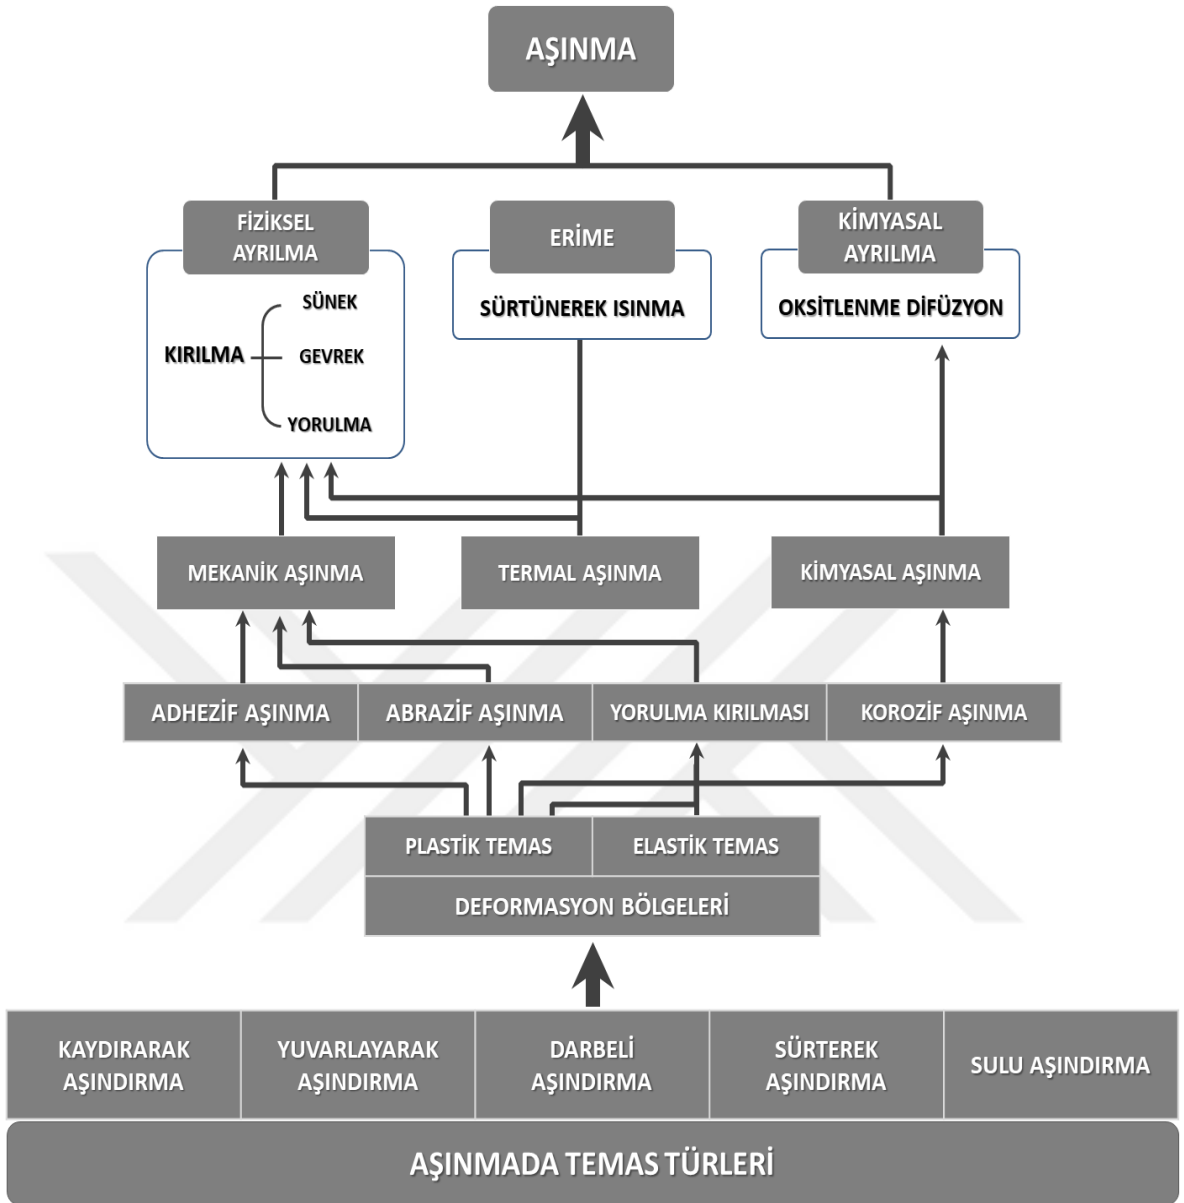 AŞINMA
FİZİKSEL
AYRILMA
ERİME
KİMYASAL
AYRILMA
SÜNEK
KIRILMA
GEVREK
YORULMA
SÜRTÜNEREK ISINMA
OKSİTLENME DİFÜZYON
MEKANİK AŞINMA
TERMAL AŞINMA
KİMYASAL AŞINMA
ADHEZİF AŞINMA
ABRAZİF AŞINMA
YORULMA KIRILMASI
KOROZİF AŞINMA
PLASTİK TEMAS
ELASTİK TEMAS
DEFORMASYON BÖLGELERİ
KAYDIRARAK
AŞINDIRMA
YUVARLAYARAK
AŞINDIRMA
DARBELİ
AŞINDIRMA
SÜRTEREK
AŞINDIRMA
SULU AŞINDIRMA
AŞINMADA TEMAS TÜRLERİ